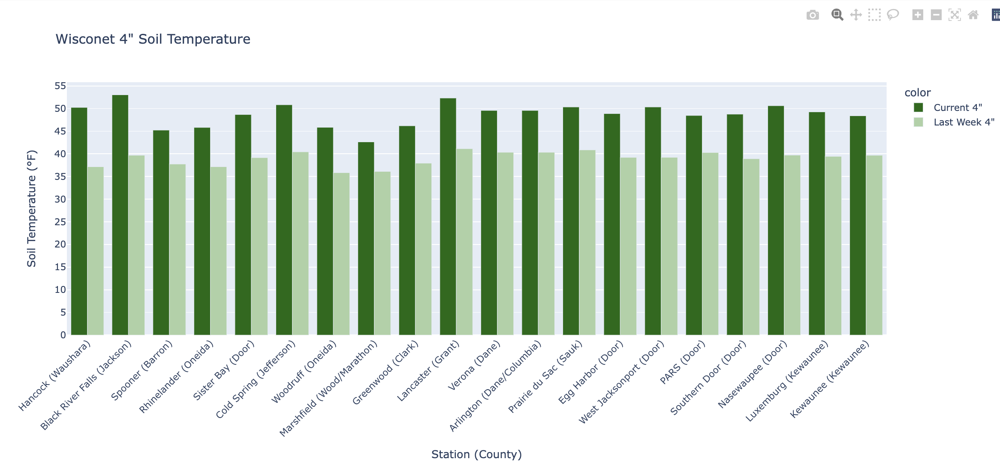 Wisconet 4" Soil Temperature
color
Current 4"
Last Week 4"
Soil Temperature (°F)
55
50
45
40
35
30
25
20
15
10
5
0
Hancock (Waushara)
Black River Falls (Jackson)
Spooner (Barron)
Rhinelander (Oneida)
Sister Bay (Door)
Cold Spring (Jefferson)
Woodruff (Oneida)
Marshfield (Wood/Marathon)
Greenwood (Clark)
Lancaster (Grant)
Verona (Dane)
Arlington (Dane/Columbia)
Prairie du Sac (Sauk)
Egg Harbor (Door)
West Jacksonport (Door)
PARS (Door)
Southern Door (Door)
Nasewaupee (Door)
Luxemburg (Kewaunee)
Kewaunee (Kewaunee)
Station (County)